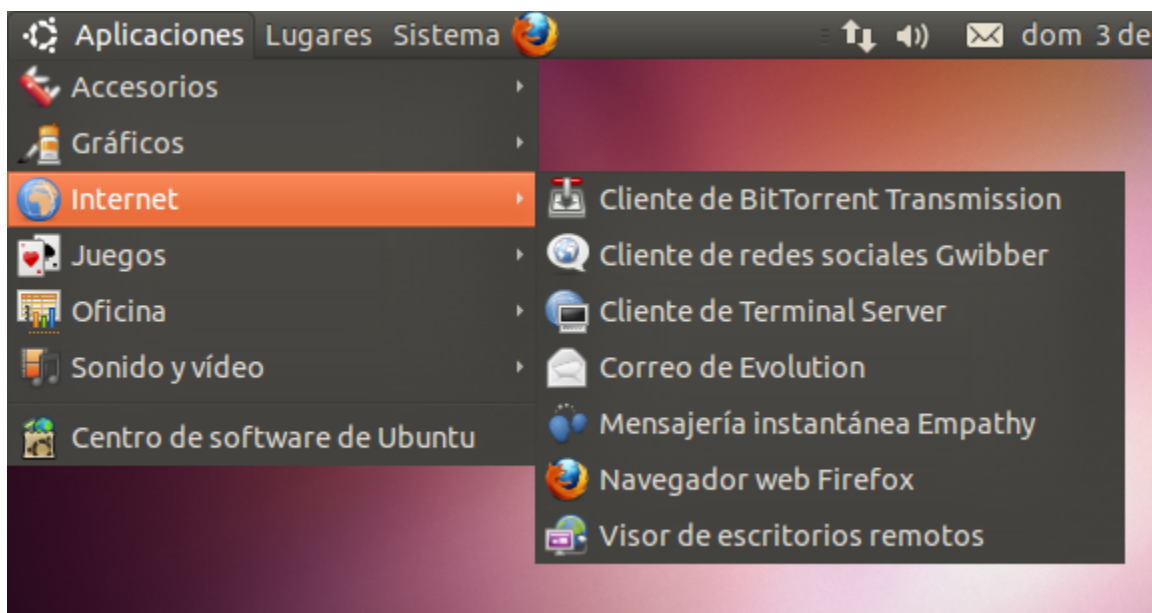 Aplicaciones Lugares Sistema dom 3 de
Accesorios
Gráficos
Internet
Juegos
Oficina
Sonido y vídeo
Centro de software de Ubuntu
Cliente de BitTorrent Transmission
Cliente de redes sociales Gwibber
Cliente de Terminal Server
Correo de Evolution
Mensajería instantánea Empathy
Navegador web Firefox
Visor de escritorios remotos